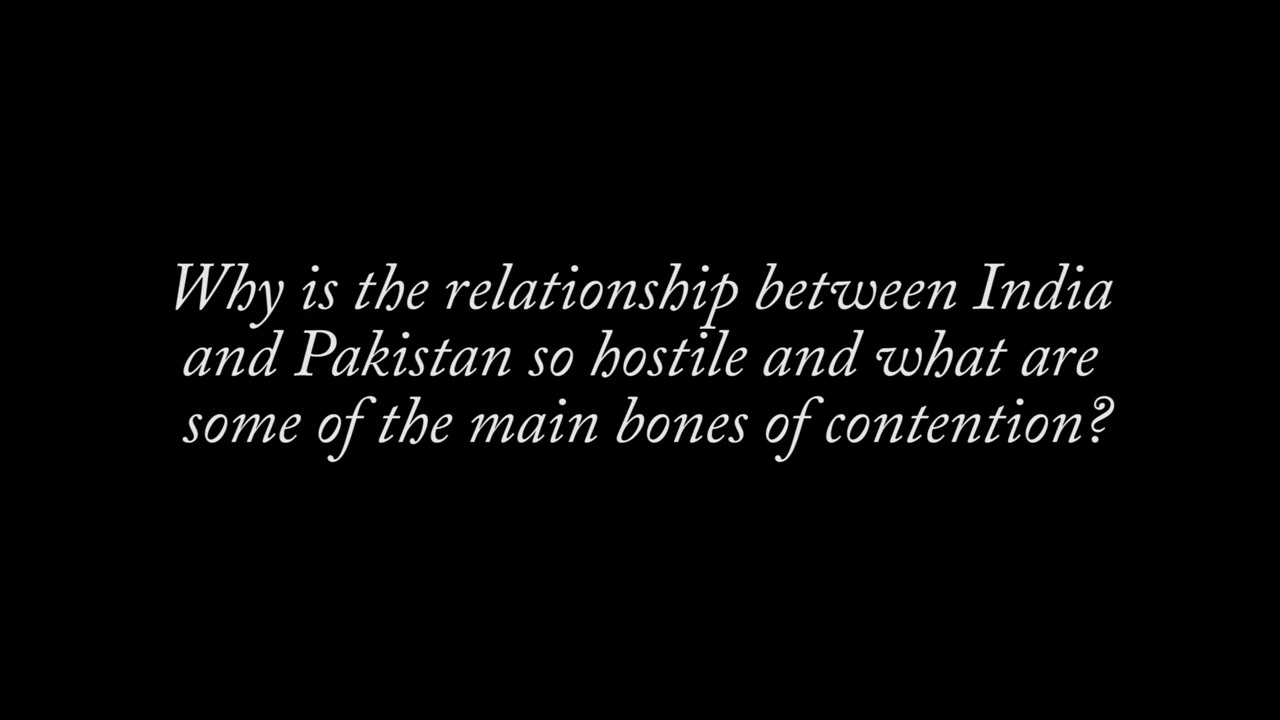 Why is the relationship between India
and Pakistan so hostile and what are
some of the main bones of contention?